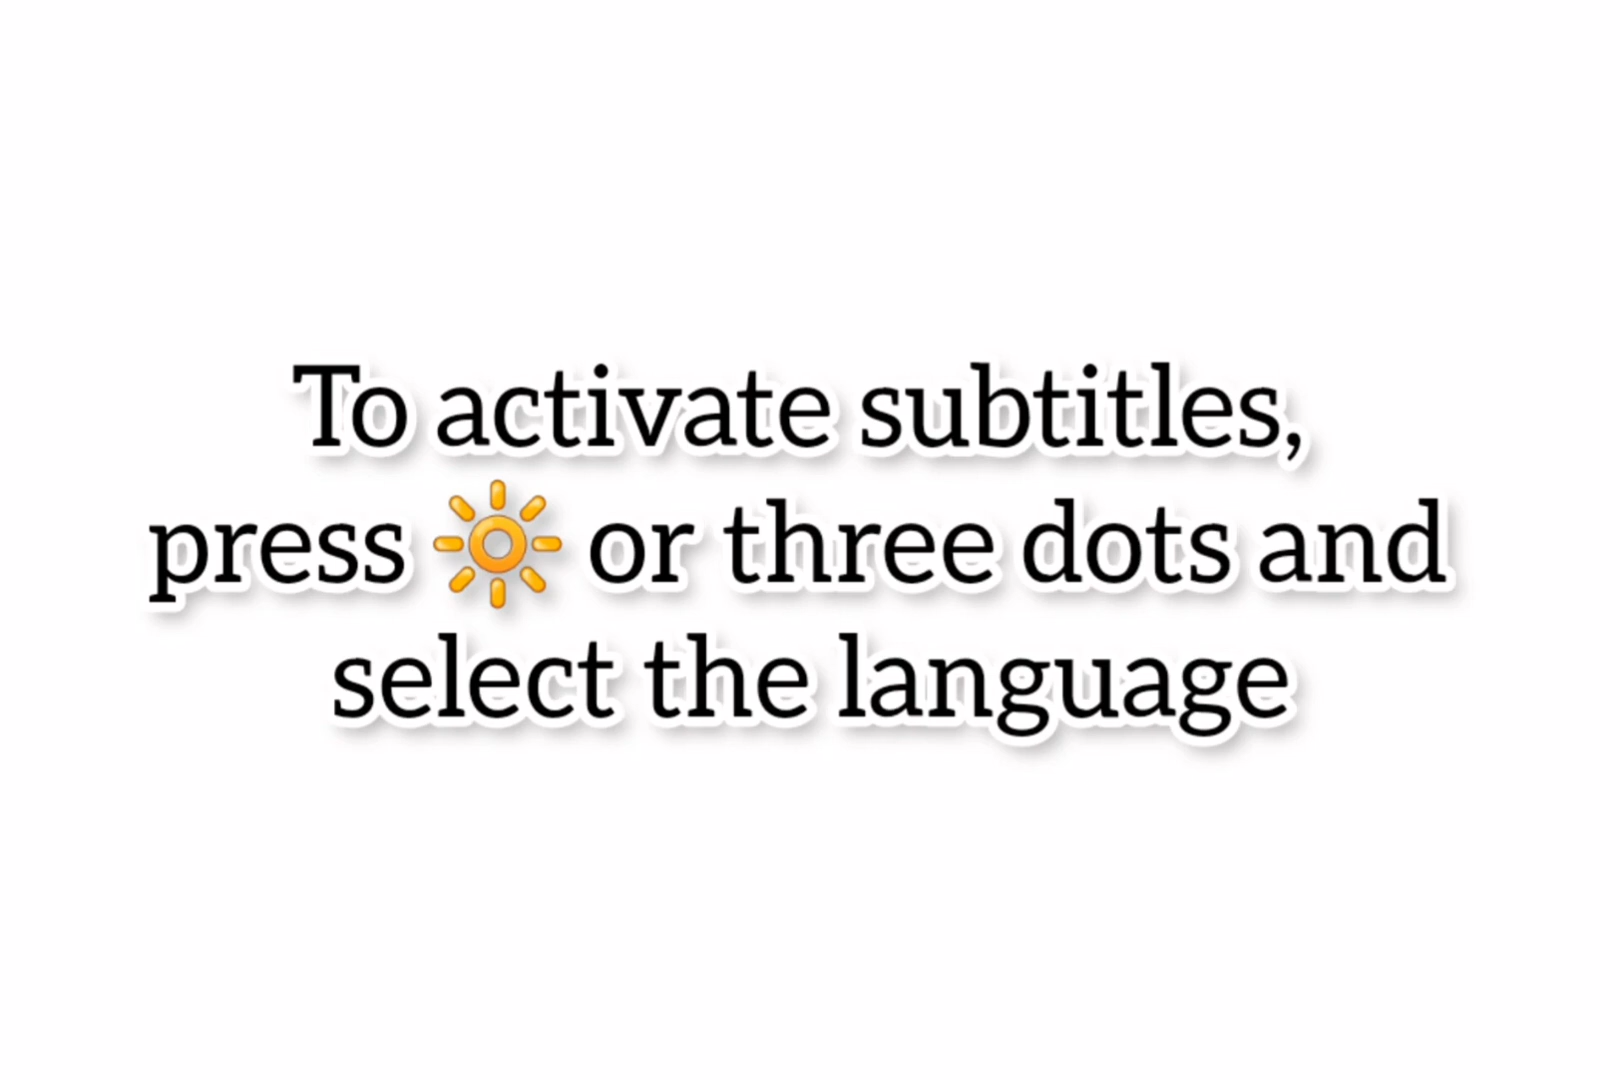 To activate subtitles,
press 🔆 or three dots and
select the language